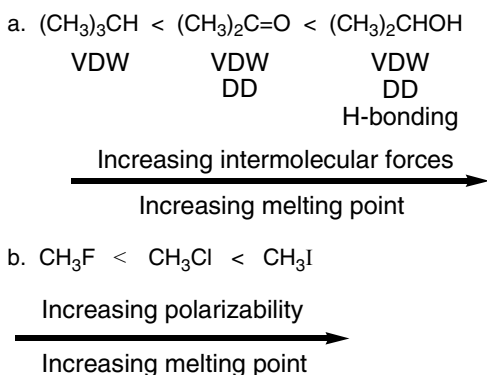 a. (CH₃)₃CH < (CH₃)₂C=O < (CH₃)₂CHOH
VDW VDW VDW
DD DD
H-bonding
Increasing intermolecular forces
Increasing melting point
b. CH₃F < CH₃Cl < CH₃I
Increasing polarizability
Increasing melting point